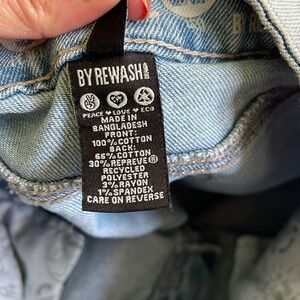 BY REWASH
PEACE ♥ LOVE ♥ ECO
MADE IN
BANGLADESH
FRONT:
100%COTTON
BACK:
66%COTTON
30%REPREVE®
RECYCLED
POLYESTER
3%RAYON
1%SPANDEX
CARE ON REVERSE